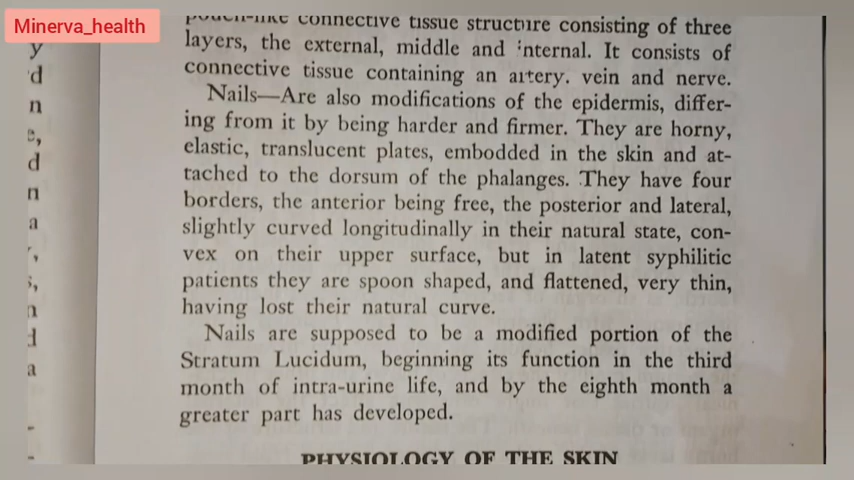 Minerva_health
pouch-like connective tissue structure consisting of three
layers, the external, middle and internal. It consists of
connective tissue containing an artery. vein and nerve.
Nails—Are also modifications of the epidermis, differ-
ing from it by being harder and firmer. They are horny,
elastic, translucent plates, embodded in the skin and at-
tached to the dorsum of the phalanges. They have four
borders, the anterior being free, the posterior and lateral,
slightly curved longitudinally in their natural state, con-
vex on their upper surface, but in latent syphilitic
patients they are spoon shaped, and flattened, very thin,
having lost their natural curve.
Nails are supposed to be a modified portion of the
Stratum Lucidum, beginning its function in the third
month of intra-urine life, and by the eighth month a
greater part has developed.
PHYSIOLOGY OF THE SKIN